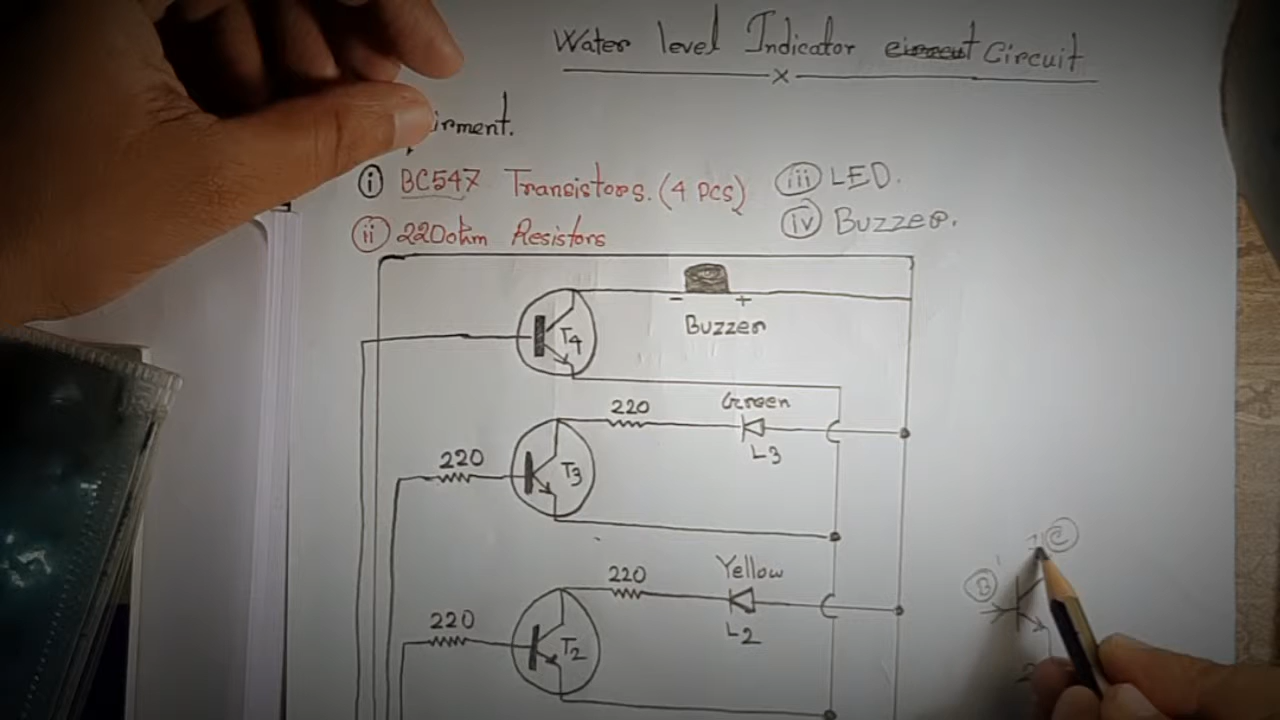 Water level Indicator Circuit
irment.
i BC547 Transistors. (4 pcs)
ii 220ohm Resistors
iii LED.
iv Buzzer.
- +
Buzzer
T4
220 Green
L3
220 T3
220 Yellow
L2
220 T2
C
B